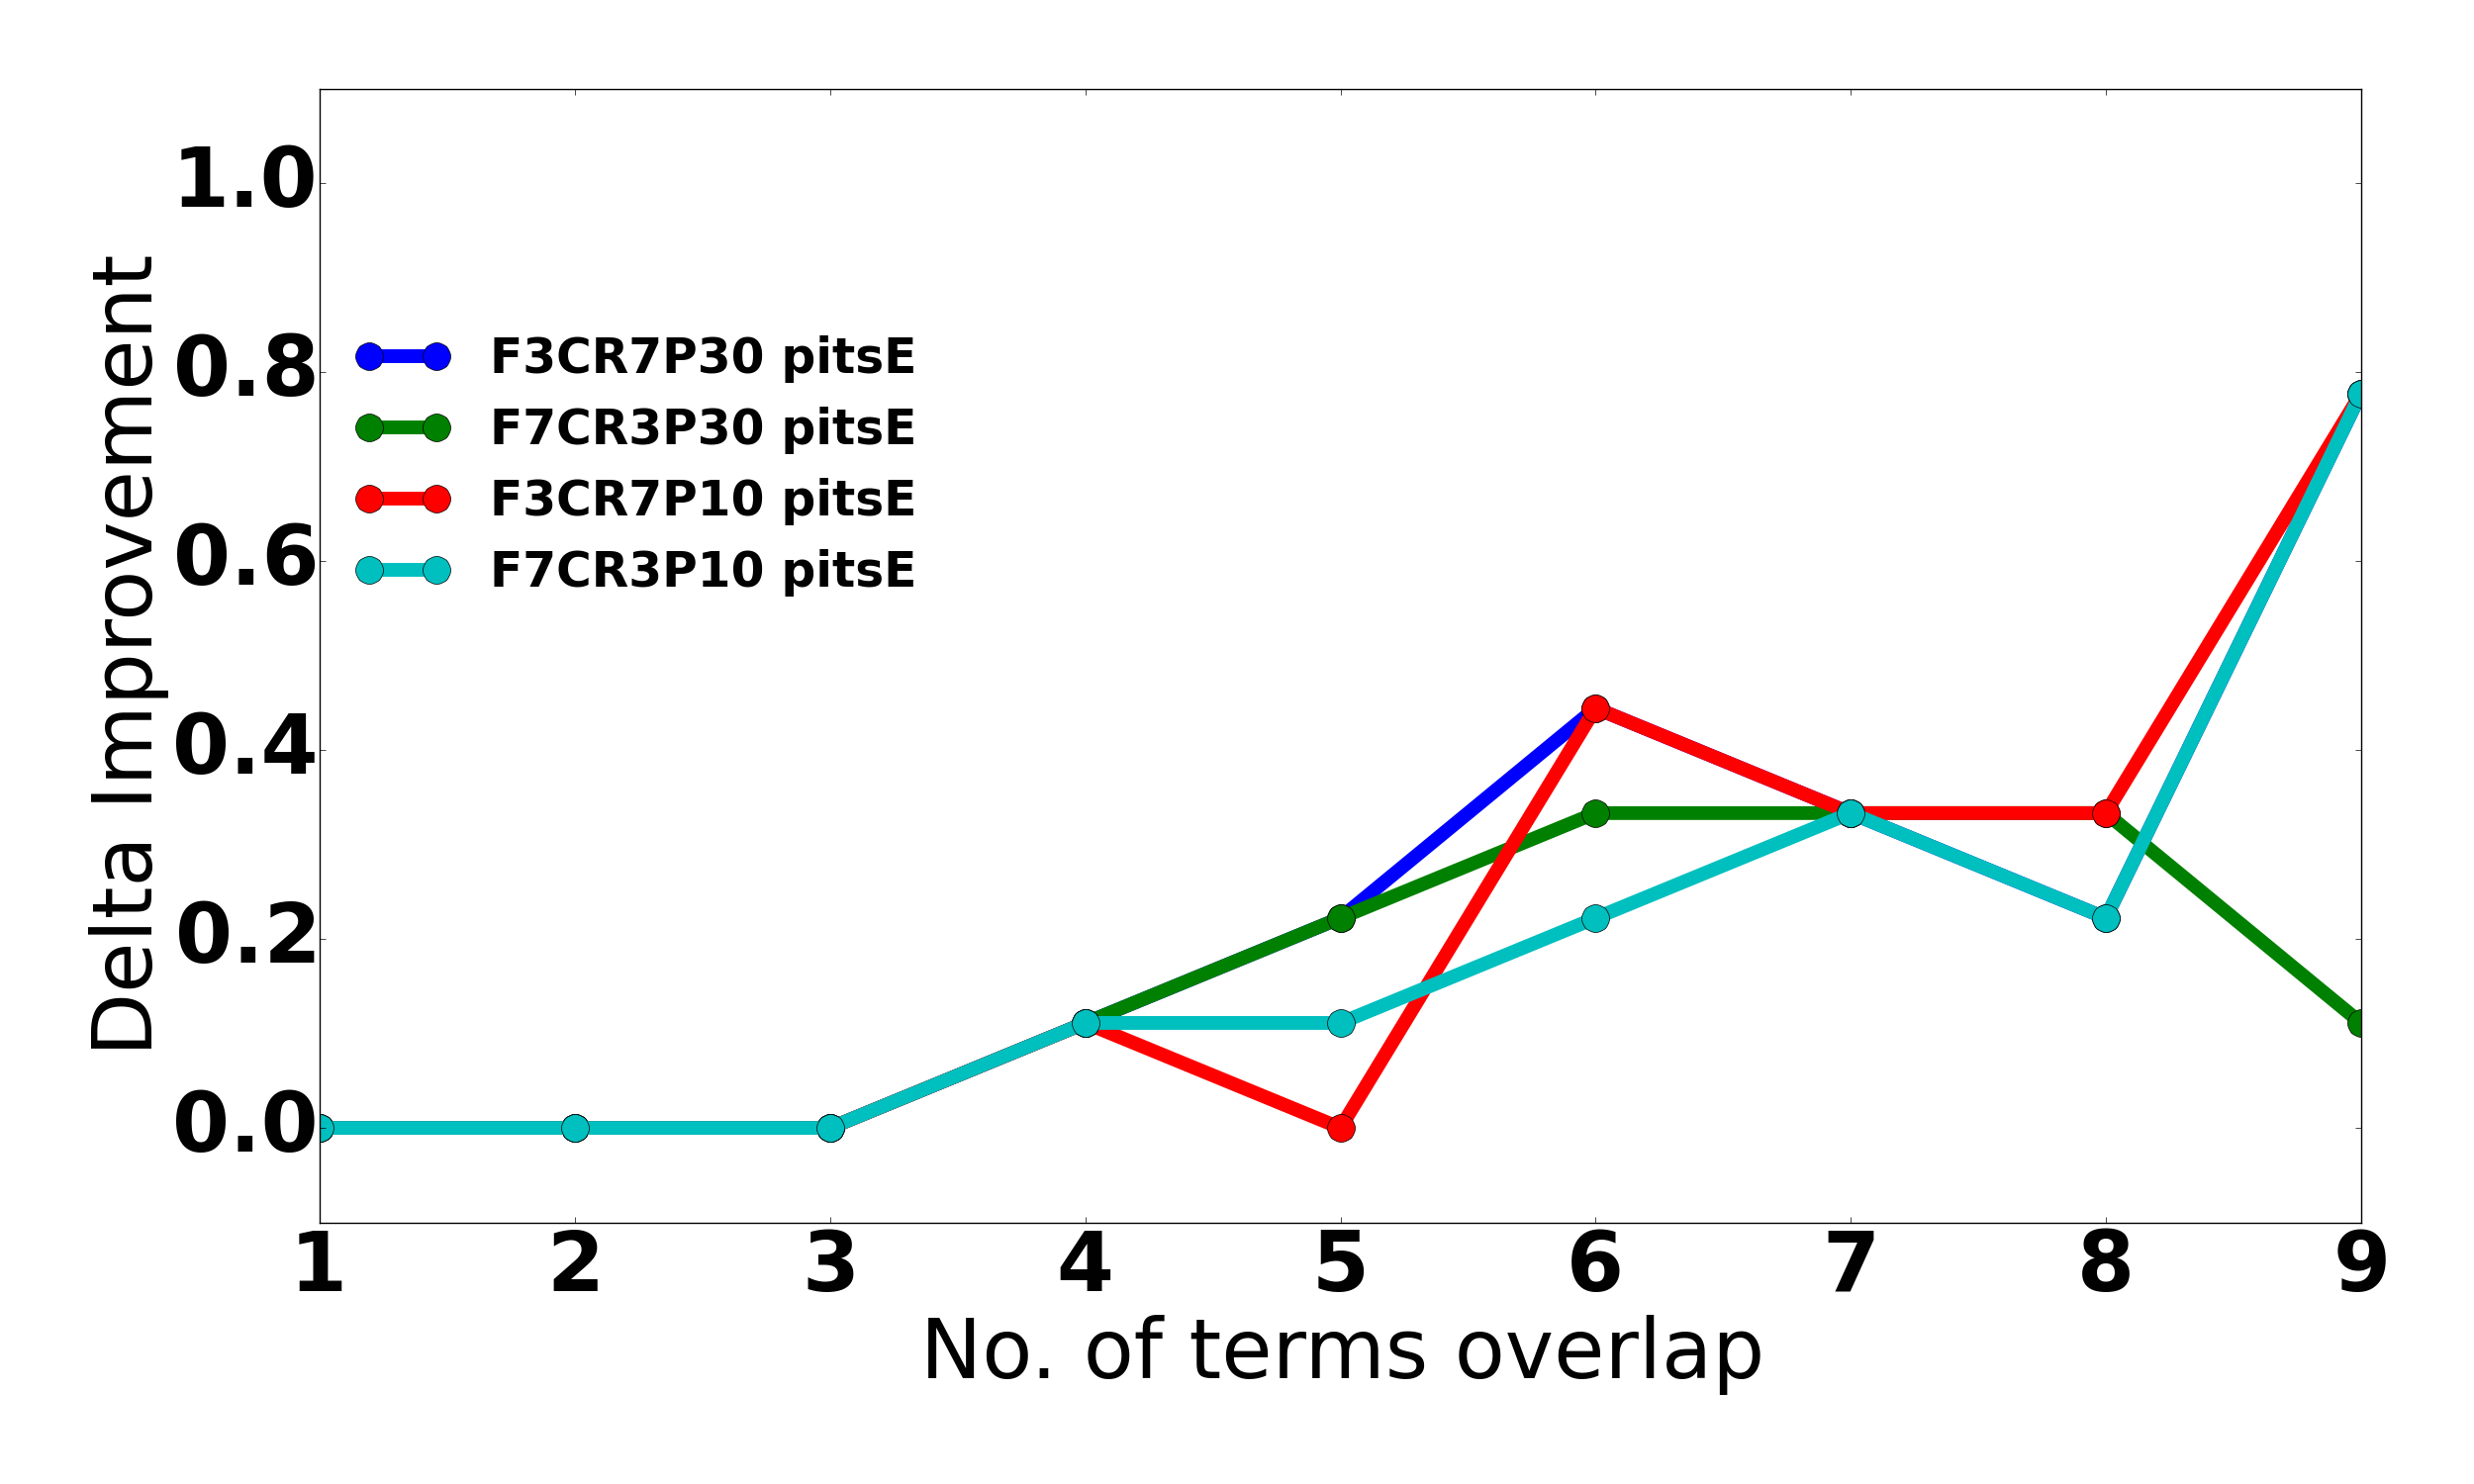 Delta Improvement
1.0
0.8
0.6
0.4
0.2
0.0
F3CR7P30 pitsE
F7CR3P30 pitsE
F3CR7P10 pitsE
F7CR3P10 pitsE
1 2 3 4 5 6 7 8 9
No. of terms overlap